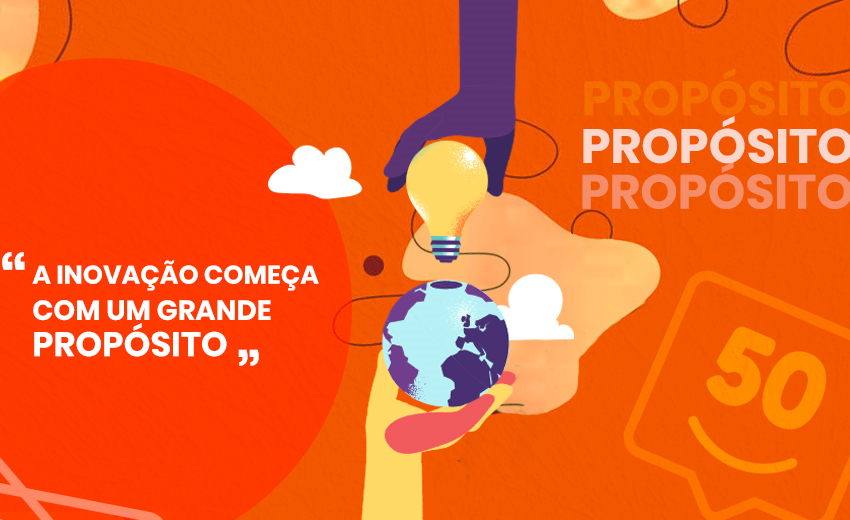 PROPÓSITO
PROPÓSITO
PROPÓSITO
“ A INOVAÇÃO COMEÇA
COM UM GRANDE
PROPÓSITO „
50